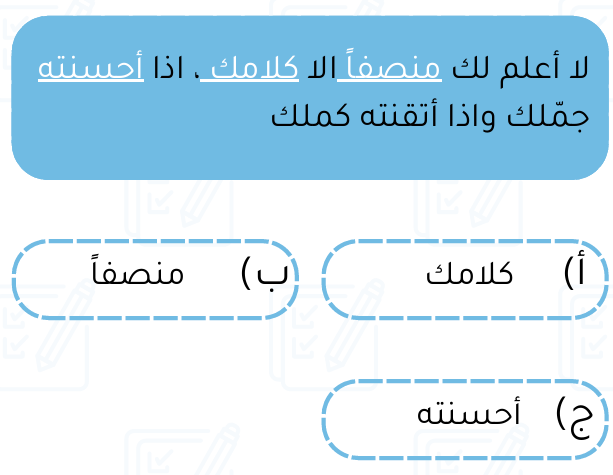 لا أعلم لك منصفاً الا كلامك ، اذا أحسنته
جمّلك واذا أتقنته كملك
أ) كلامك
ب) منصفاً
ج) أحسنته